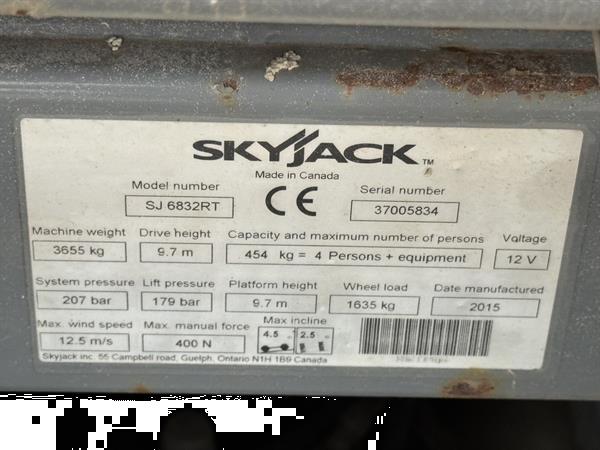 SKYJACK™
Made in Canada
Model number Serial number
SJ 6832RT CE 37005834
Machine weight Drive height Capacity and maximum number of persons Voltage
3655 kg 9.7 m 454 kg = 4 Persons + equipment 12 V
System pressure Lift pressure Platform height Wheel load Date manufactured
207 bar 179 bar 9.7 m 1635 kg 2015
Max. wind speed Max. manual force Max incline
12.5 m/s 400 N 4.5 2.5
Skyjack inc. 55 Campbell road, Guelph, Ontario N1H 1B9 Canada